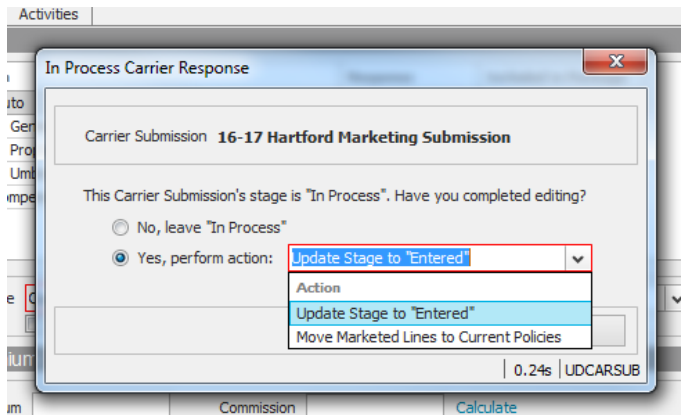 Activities
In Process Carrier Response
Carrier Submission 16-17 Hartford Marketing Submission
This Carrier Submission's stage is "In Process". Have you completed editing?
No, leave "In Process"
Yes, perform action: Update Stage to "Entered"
Action
Update Stage to "Entered"
Move Marketed Lines to Current Policies
0.24s UDCARSUB
Commission Calculate